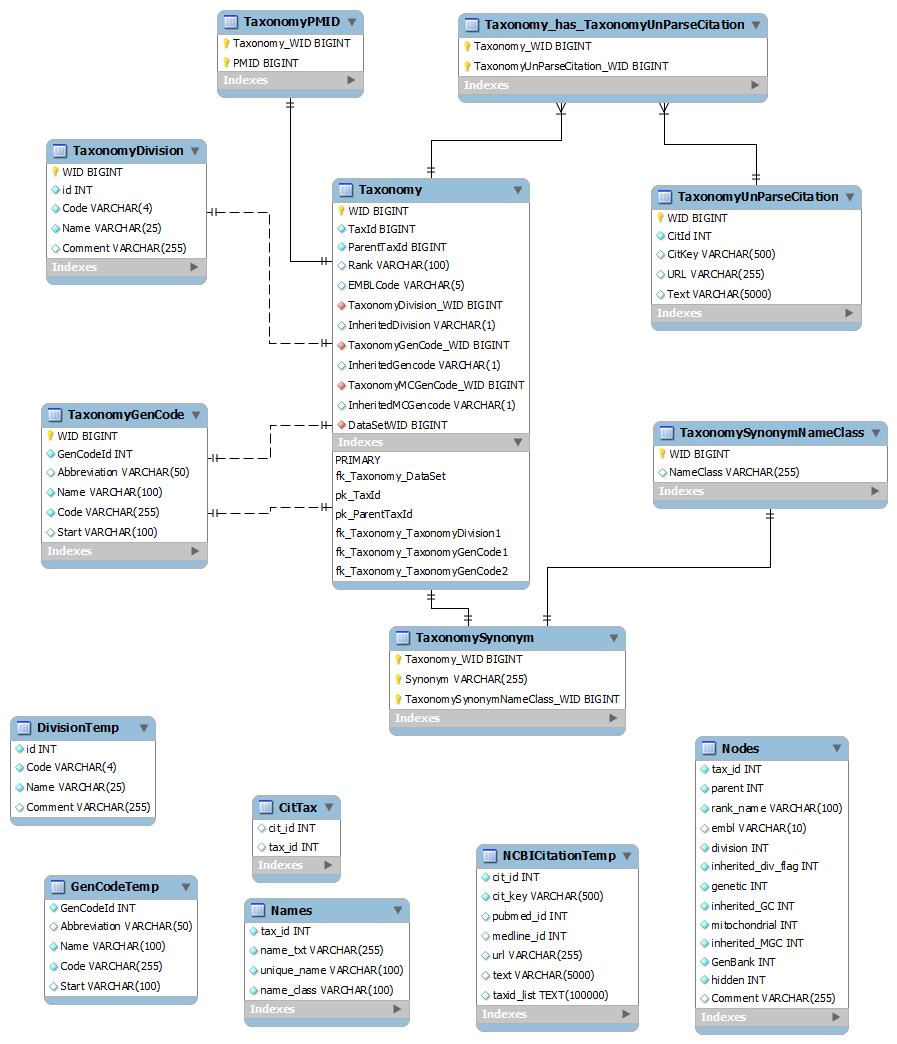 TaxonomyPMID
Taxonomy_WID BIGINT
PMID BIGINT
Indexes
Taxonomy_has_TaxonomyUnParseCitation
Taxonomy_WID BIGINT
TaxonomyUnParseCitation_WID BIGINT
Indexes
TaxonomyDivision
WID BIGINT
id INT
Code VARCHAR(4)
Name VARCHAR(25)
Comment VARCHAR(255)
Indexes
Taxonomy
WID BIGINT
TaxId BIGINT
ParentTaxId BIGINT
Rank VARCHAR(100)
EMBLCode VARCHAR(5)
TaxonomyDivision_WID BIGINT
InheritedDivision VARCHAR(1)
TaxonomyGenCode_WID BIGINT
InheritedGencode VARCHAR(1)
TaxonomyMCGenCode_WID BIGINT
InheritedMCGencode VARCHAR(1)
DataSetWID BIGINT
Indexes
PRIMARY
fk_Taxonomy_DataSet
pk_TaxId
pk_ParentTaxId
fk_Taxonomy_TaxonomyDivision1
fk_Taxonomy_TaxonomyGenCode1
fk_Taxonomy_TaxonomyGenCode2
TaxonomyUnParseCitation
WID BIGINT
CitId INT
CitKey VARCHAR(500)
URL VARCHAR(255)
Text VARCHAR(5000)
Indexes
TaxonomyGenCode
WID BIGINT
GenCodeId INT
Abbreviation VARCHAR(50)
Name VARCHAR(100)
Code VARCHAR(255)
Start VARCHAR(100)
Indexes
TaxonomySynonymNameClass
WID BIGINT
NameClass VARCHAR(255)
Indexes
TaxonomySynonym
Taxonomy_WID BIGINT
Synonym VARCHAR(255)
TaxonomySynonymNameClass_WID BIGINT
Indexes
DivisionTemp
id INT
Code VARCHAR(4)
Name VARCHAR(25)
Comment VARCHAR(255)
CitTax
cit_id INT
tax_id INT
Indexes
Nodes
tax_id INT
parent INT
rank_name VARCHAR(100)
embl VARCHAR(10)
division INT
inherited_div_flag INT
genetic INT
inherited_GC INT
mitochondrial INT
inherited_MGC INT
GenBank INT
hidden INT
Comment VARCHAR(255)
Indexes
GenCodeTemp
GenCodeId INT
Abbreviation VARCHAR(50)
Name VARCHAR(100)
Code VARCHAR(255)
Start VARCHAR(100)
Names
tax_id INT
name_txt VARCHAR(255)
unique_name VARCHAR(100)
name_class VARCHAR(100)
Indexes
NCBICitationTemp
cit_id INT
cit_key VARCHAR(500)
pubmed_id INT
medline_id INT
url VARCHAR(255)
text VARCHAR(5000)
taxid_list TEXT(100000)
Indexes